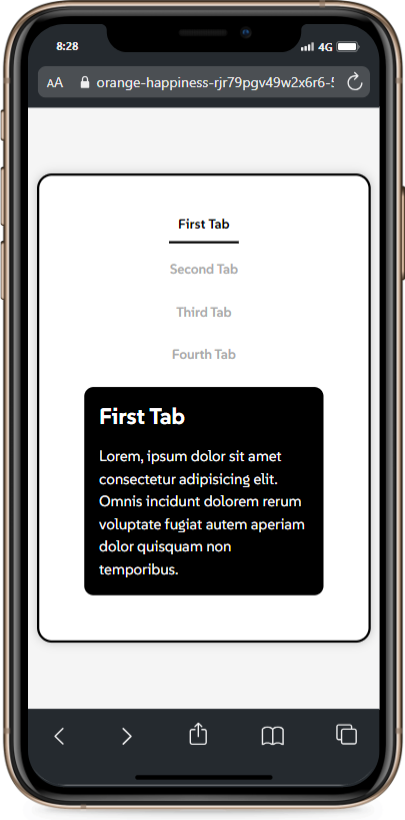 8:28
4G
AA
orange-happiness-rjr79pgv49w2x6r6-5
First Tab
Second Tab
Third Tab
Fourth Tab
First Tab
Lorem, ipsum dolor sit amet
consectetur adipisicing elit.
Omnis incidunt dolorem rerum
voluptate fugiat autem aperiam
dolor quisquam non
temporibus.